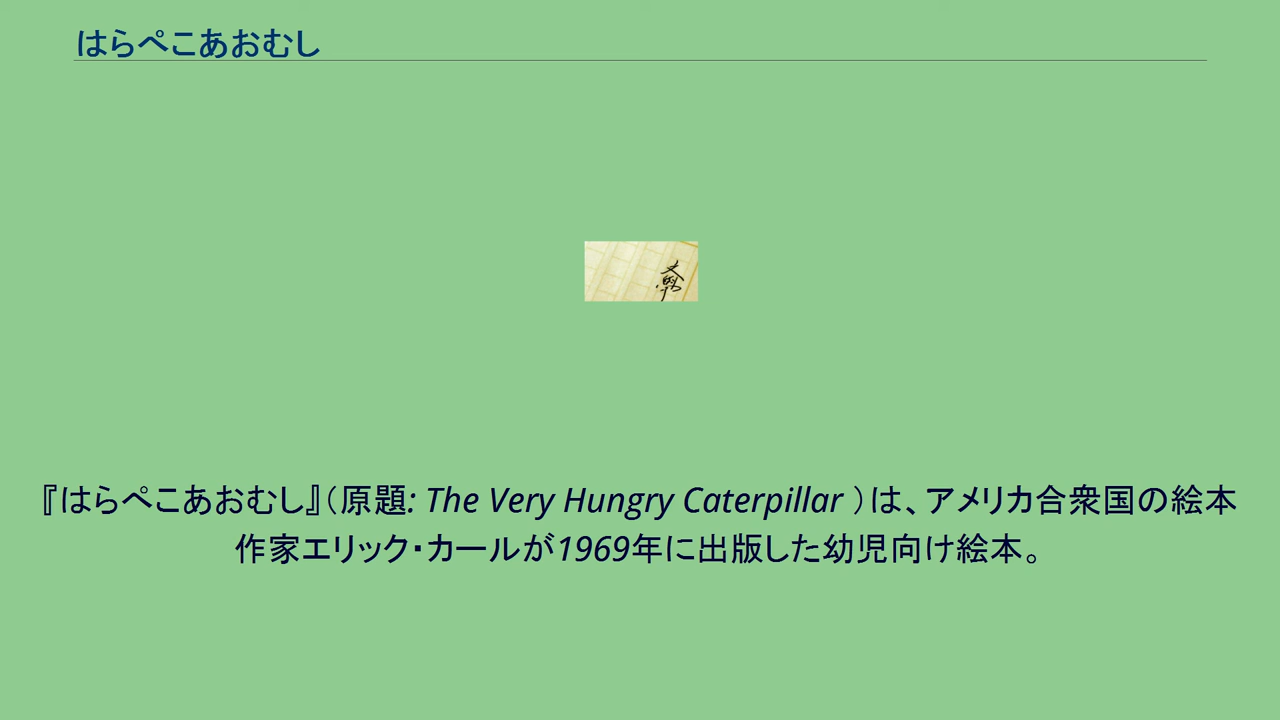 はらぺこあおむし
『はらぺこあおむし』（原題: The Very Hungry Caterpillar ）は、アメリカ合衆国の絵本
作家エリック・カールが1969年に出版した幼児向け絵本。